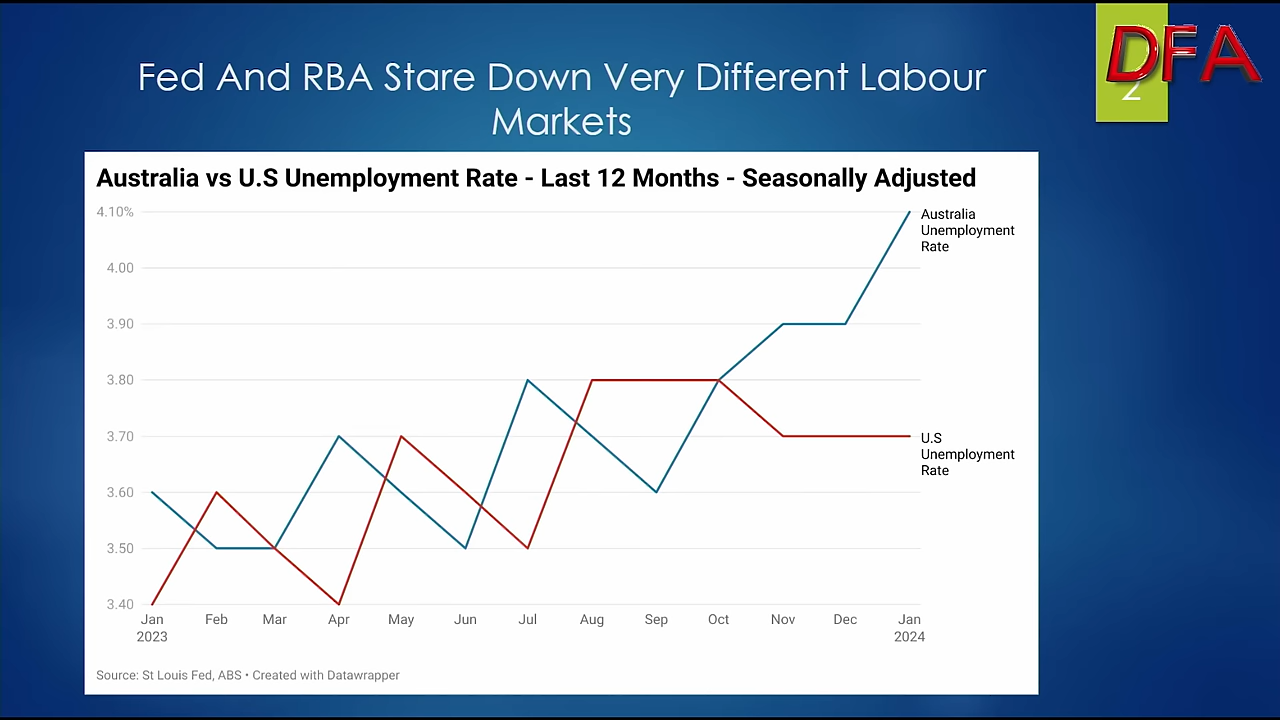 Fed And RBA Stare Down Very Different Labour
Markets
DFA
2
Australia vs U.S Unemployment Rate - Last 12 Months - Seasonally Adjusted
4.10%
4.00
3.90
3.80
3.70
3.60
3.50
3.40
Australia
Unemployment
Rate
U.S
Unemployment
Rate
Jan Feb Mar Apr May Jun Jul Aug Sep Oct Nov Dec Jan
2023 2024
Source: St Louis Fed, ABS • Created with Datawrapper